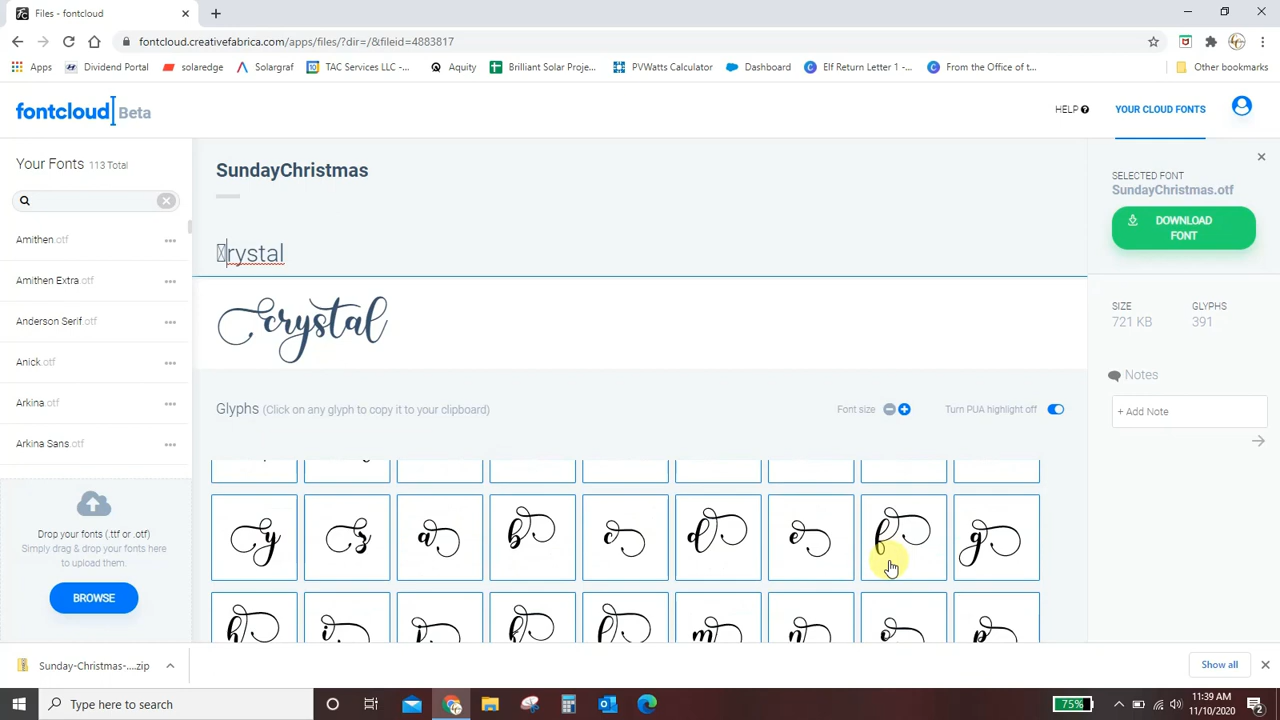 Files - fontcloud
fontcloud.creativefabrica.com/apps/files/?dir=/&fileid=4883817
Apps Dividend Portal solaredge Solargraf TAC Services LLC -... Aquity Brilliant Solar Proje... PVWatts Calculator Dashboard Elf Return Letter 1 -... From the Office of t... Other bookmarks
fontcloud Beta
HELP YOUR CLOUD FONTS
Your Fonts 113 Total
Amithen.otf
Amithen Extra.otf
Anderson Serif.otf
Anick.otf
Arkina.otf
Arkina Sans.otf
Drop your fonts (.ttf or .otf)
Simply drag & drop your fonts here
to upload them.
BROWSE
SundayChristmas
rystal
crystal
Glyphs (Click on any glyph to copy it to your clipboard)
Font size Turn PUA highlight off
y z a b c d e f g
h i j k l m n o p
SELECTED FONT
SundayChristmas.otf
DOWNLOAD
FONT
SIZE GLYPHS
721 KB 391
Notes
+ Add Note
Sunday-Christmas-....zip
Show all
Type here to search
75%
11:39 AM
11/10/2020
2